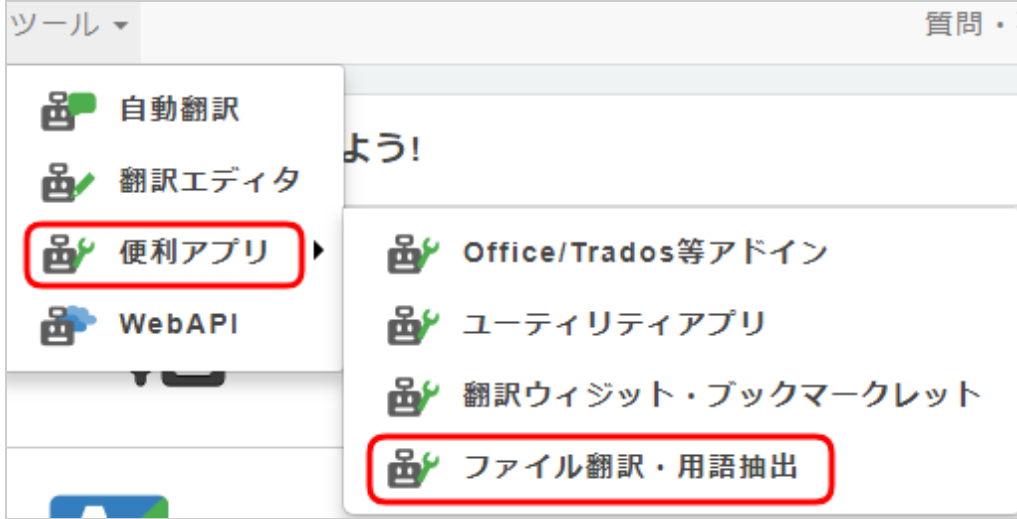 ツール
質問・
自動翻訳
よう!
翻訳エディタ
便利アプリ
Office/Trados等アドイン
WebAPI
ユーティリティアプリ
翻訳ウィジット・ブックマークレット
ファイル翻訳・用語抽出